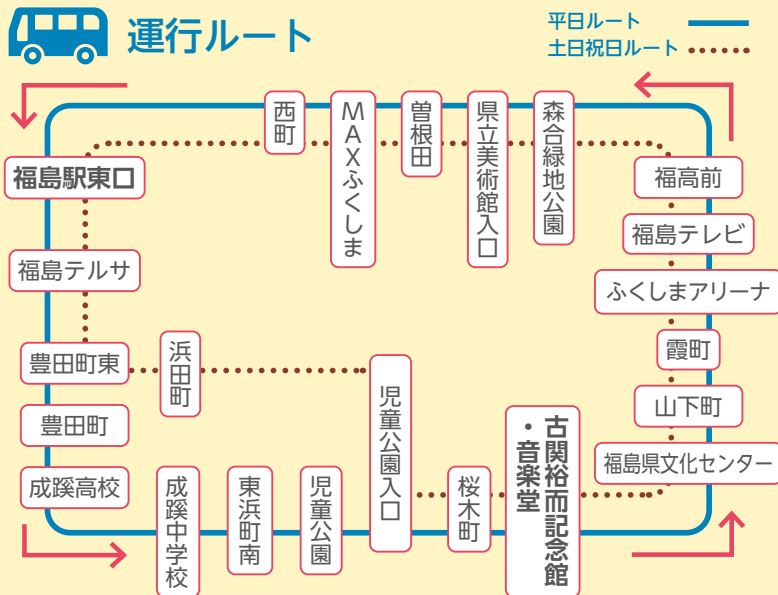 運行ルート
平日ルート
土日祝日ルート
西町
MAXふくしま
曽根田
県立美術館入口
森合緑地公園
福島駅東口
福高前
福島テレビ
福島テルサ
ふくしまアリーナ
豊田町東
浜田町
霞町
児童公園入口
山下町
豊田町
古関裕而記念館
・音楽堂
福島県文化センター
成蹊高校
成蹊中学校
東浜町南
児童公園
桜木町